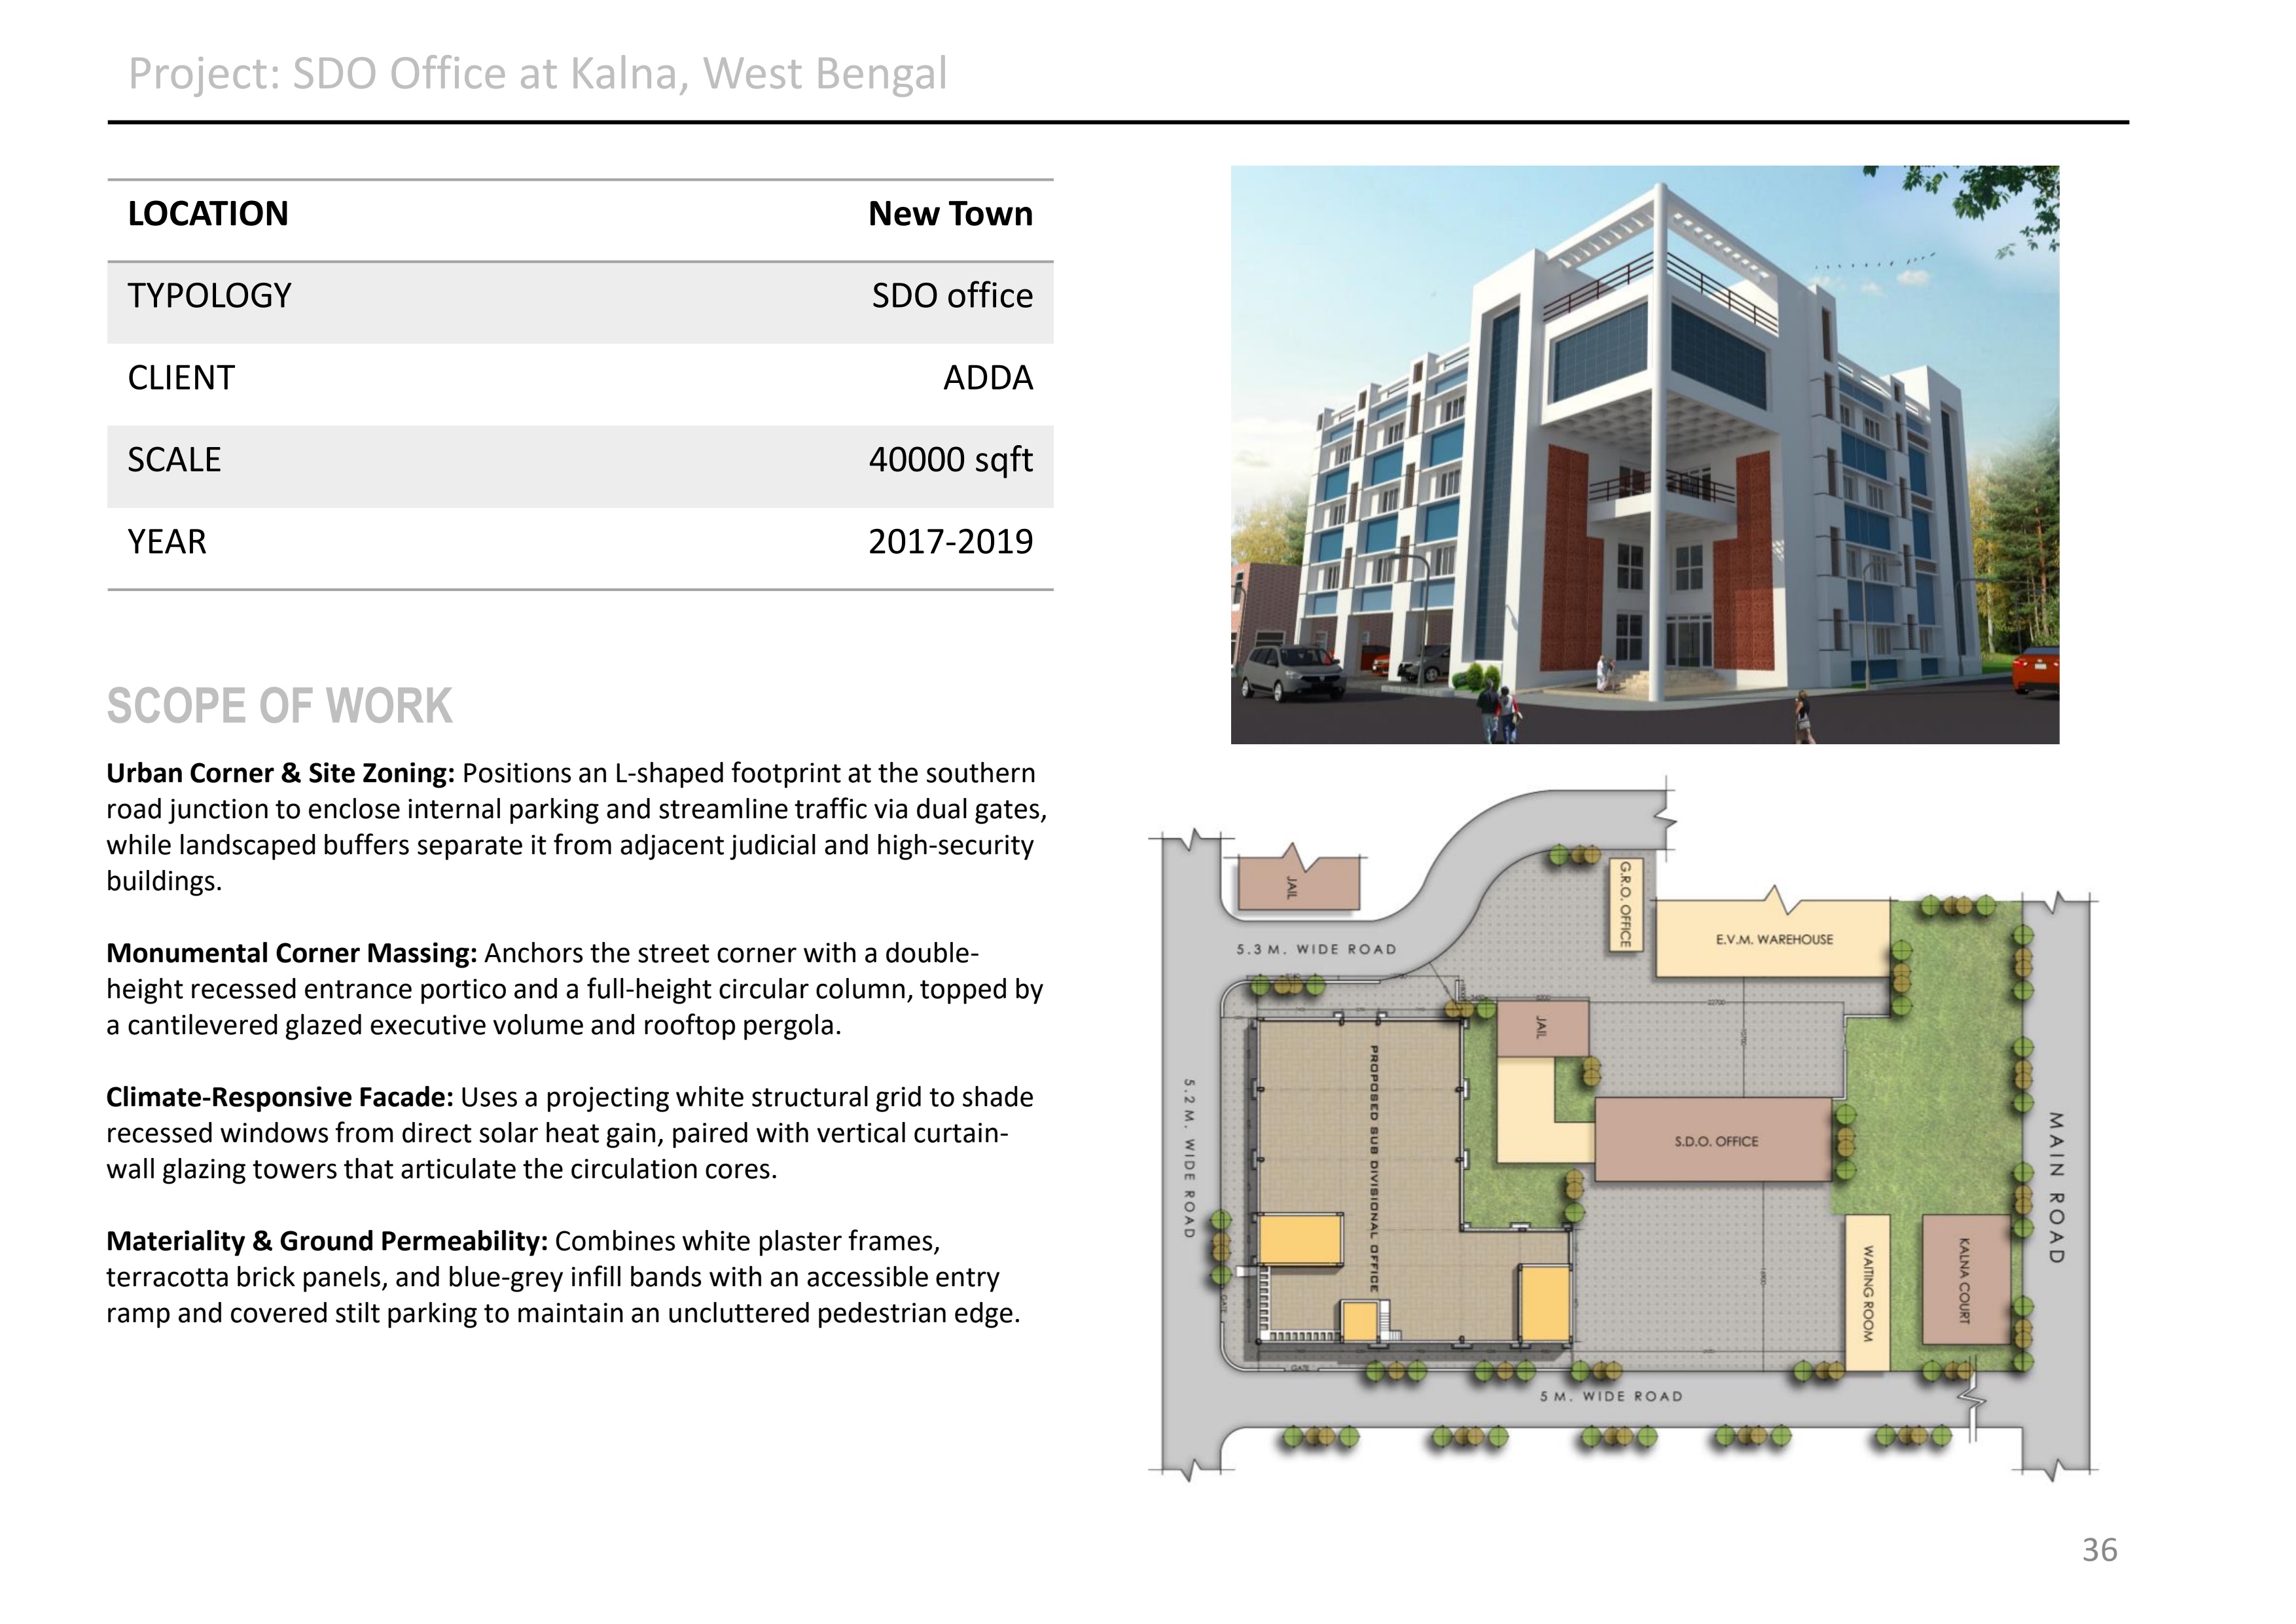 Project: SDO Office at Kalna, West Bengal
LOCATION New Town
TYPOLOGY SDO office
CLIENT ADDA
SCALE 40000 sqft
YEAR 2017-2019
SCOPE OF WORK
Urban Corner & Site Zoning: Positions an L-shaped footprint at the southern
road junction to enclose internal parking and streamline traffic via dual gates,
while landscaped buffers separate it from adjacent judicial and high-security
buildings.
Monumental Corner Massing: Anchors the street corner with a double-
height recessed entrance portico and a full-height circular column, topped by
a cantilevered glazed executive volume and rooftop pergola.
Climate-Responsive Facade: Uses a projecting white structural grid to shade
recessed windows from direct solar heat gain, paired with vertical curtain-
wall glazing towers that articulate the circulation cores.
Materiality & Ground Permeability: Combines white plaster frames,
terracotta brick panels, and blue-grey infill bands with an accessible entry
ramp and covered stilt parking to maintain an uncluttered pedestrian edge.
JAIL
G.R.O. OFFICE
E.V.M. WAREHOUSE
5.3 M. WIDE ROAD
JAIL
PROPOSED SUB DIVISIONAL OFFICE
5.2 M. WIDE ROAD
S.D.O. OFFICE
MAIN ROAD
WAITING ROOM
KALNA COURT
GATE
GATE
5 M. WIDE ROAD
36